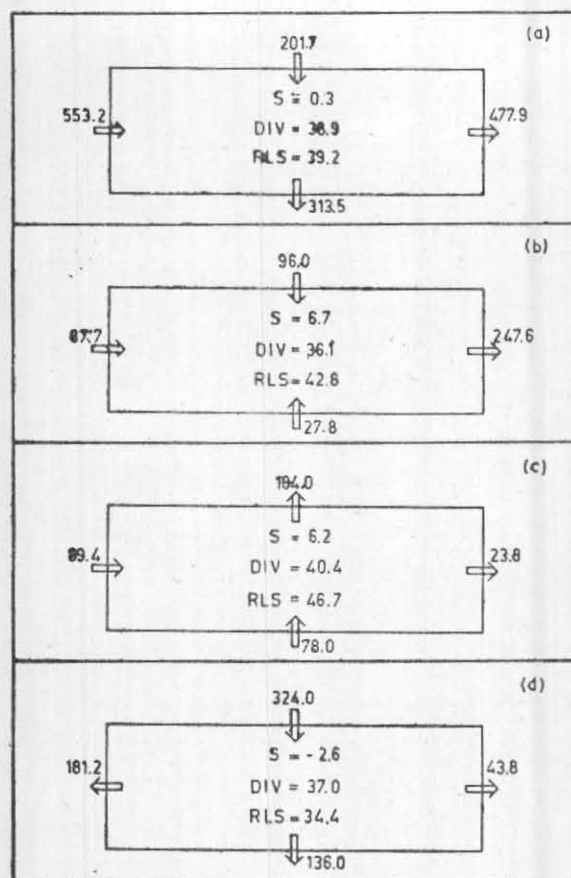 (a)
201.7
S = 0.3
553.2
477.9
DIV = 38.9
RLS = 39.2
313.5
(b)
96.0
S = 6.7
247.6
DIV = 36.1
RLS = 42.8
27.8
(c)
184.0
S = 6.2
89.4
23.8
DIV = 40.4
RLS = 46.7
78.0
(d)
324.0
S = - 2.6
181.2
43.8
DIV = 37.0
RLS = 34.4
136.0